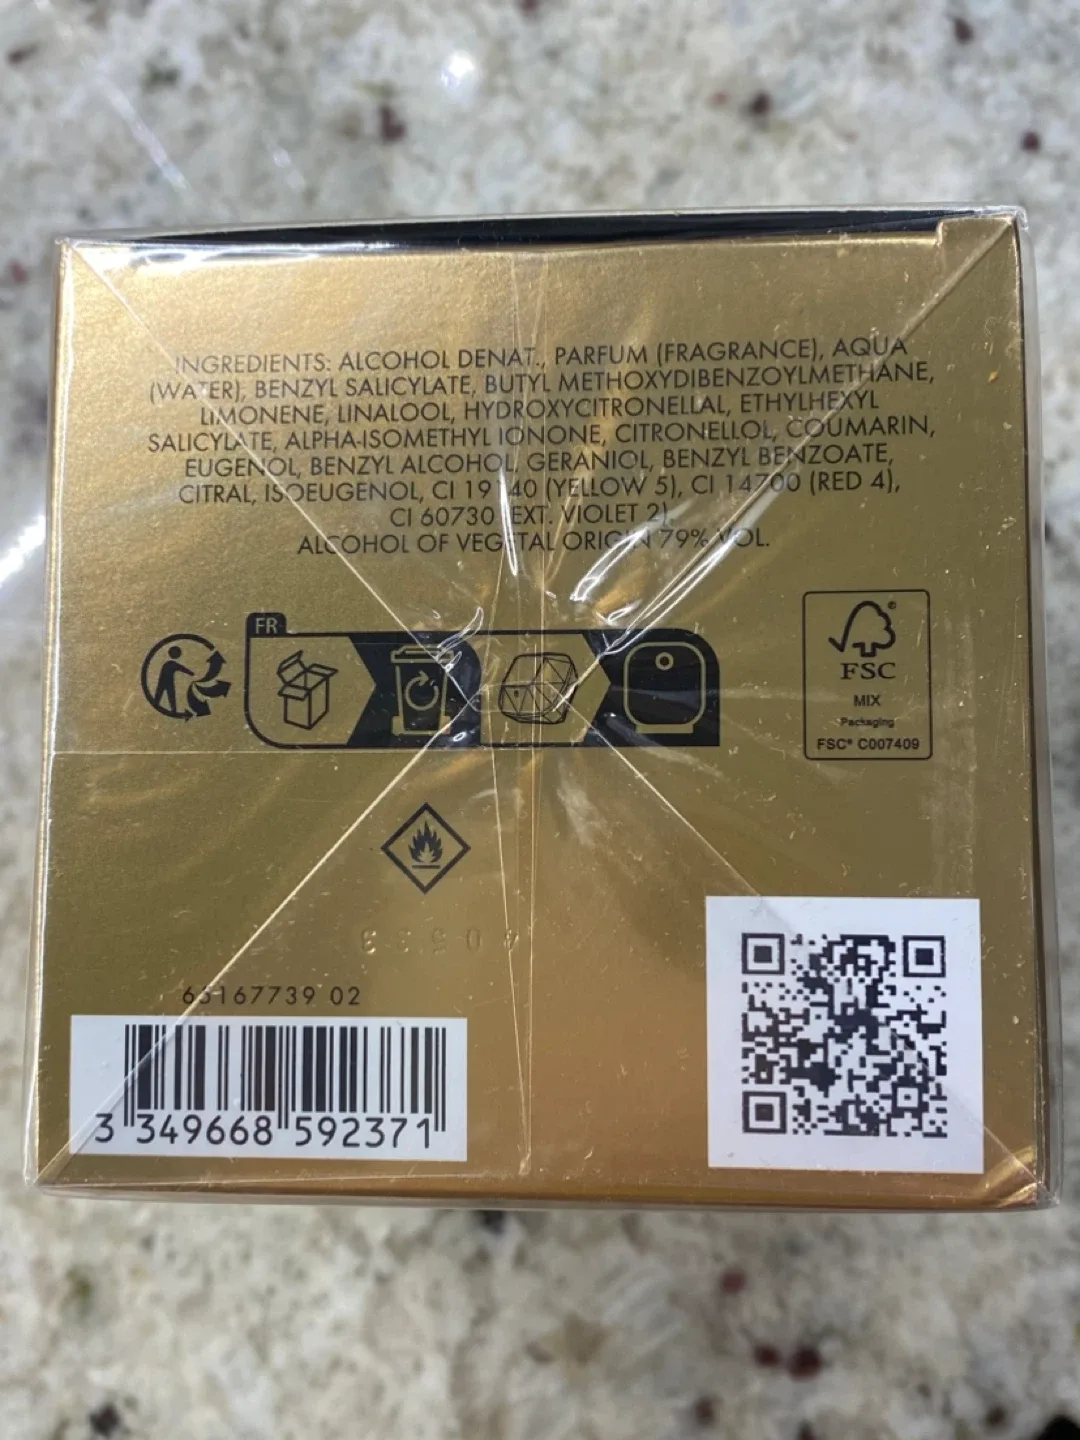 INGREDIENTS: ALCOHOL DENAT., PARFUM (FRAGRANCE), AQUA
(WATER), BENZYL SALICYLATE, BUTYL METHOXYDIBENZOYLMETHANE,
LIMONENE, LINALOOL, HYDROXYCITRONELLAL, ETHYLHEXYL
SALICYLATE, ALPHA-ISOMETHYL IONONE, CITRONELLOL, COUMARIN,
EUGENOL, BENZYL ALCOHOL, GERANIOL, BENZYL BENZOATE,
CITRAL, ISOEUGENOL, CI 19140 (YELLOW 5), CI 14700 (RED 4),
CI 60730 (EXT. VIOLET 2).
ALCOHOL OF VEGETAL ORIGIN 79% VOL.
FR
FSC
MIX
Packaging
FSC® C007409
65167739 02
3 349668 592371